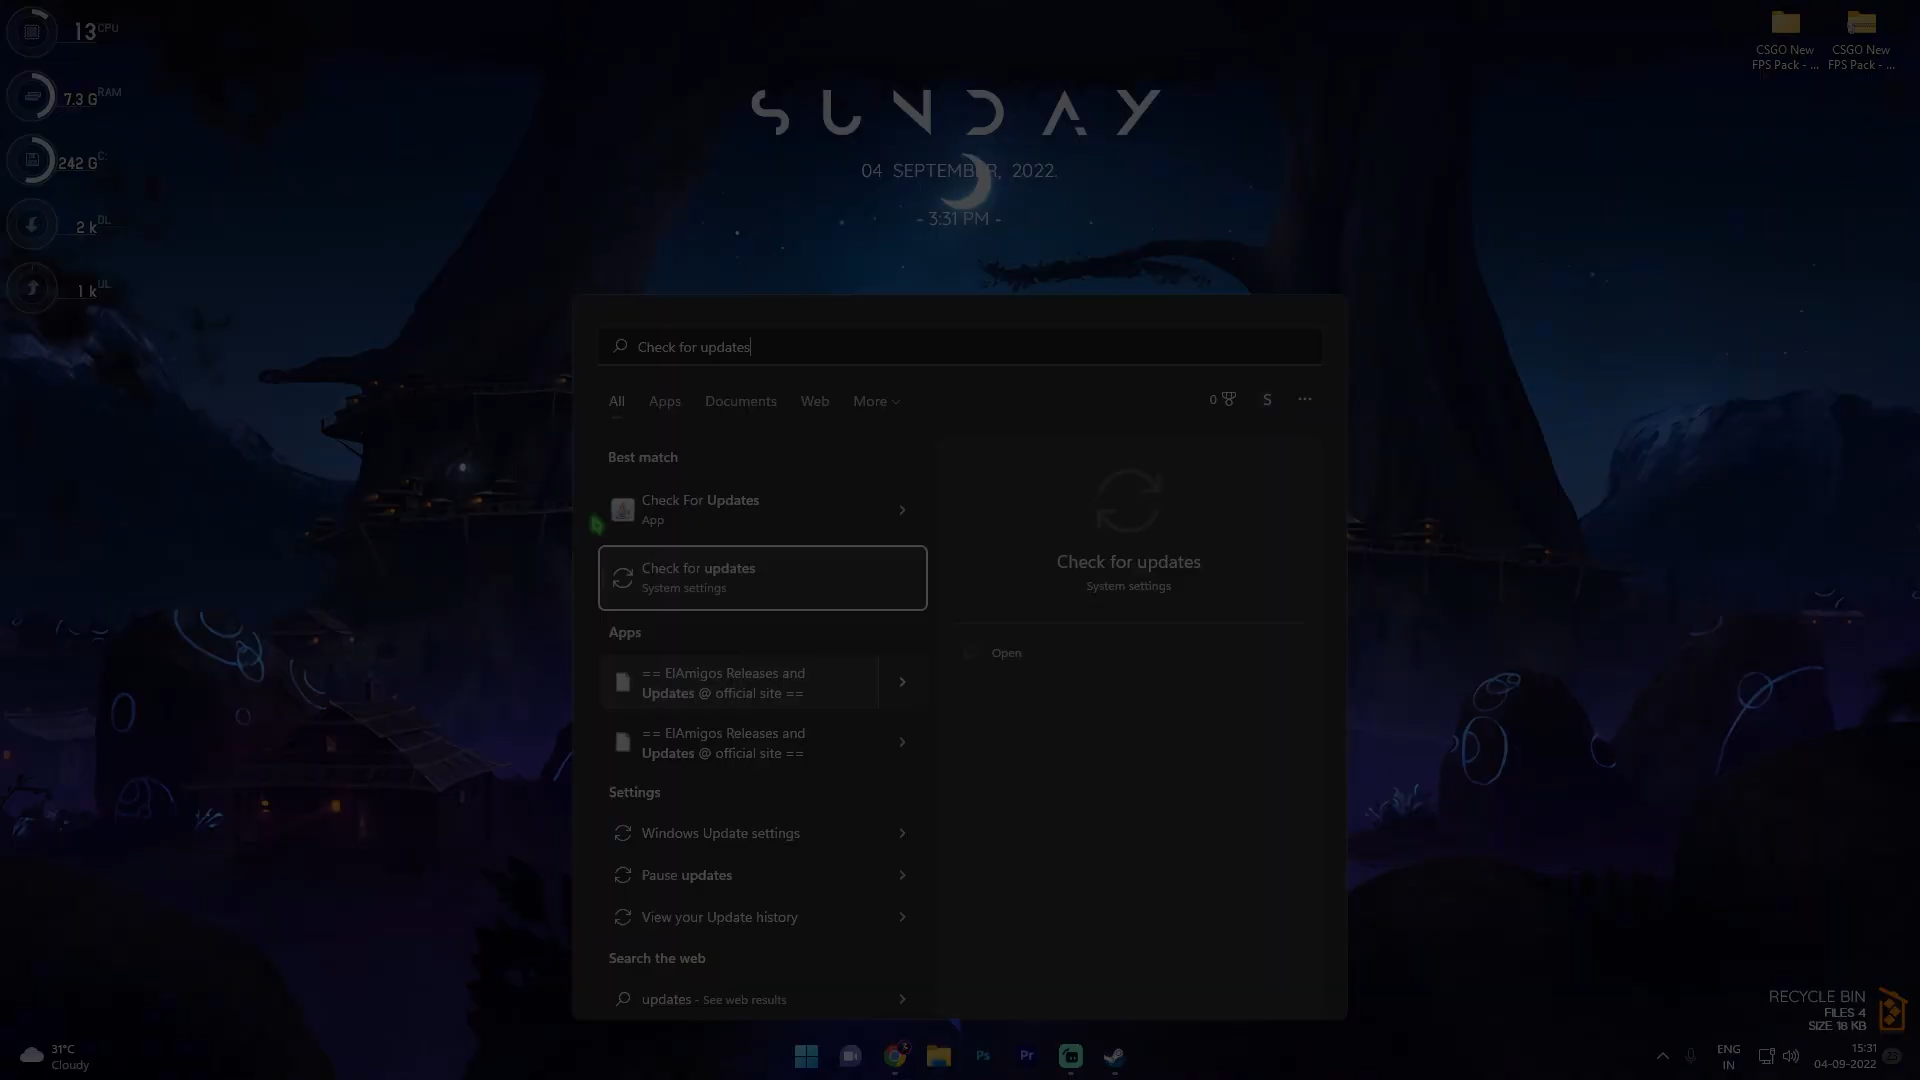 13 CPU
7.3 G RAM
242 G C:
2 k DL
1 k UL
CSGO New
FPS Pack - ...
CSGO New
FPS Pack - ...
SUNDAY
04 SEPTEMBER, 2022.
- 3:31 PM -
Check for updates
All Apps Documents Web More
0 S ...
Best match
Check For Updates
App
Check for updates
System settings
Apps
== ElAmigos Releases and
Updates @ official site ==
== ElAmigos Releases and
Updates @ official site ==
Settings
Windows Update settings
Pause updates
View your Update history
Search the web
updates - See web results
Check for updates
System settings
Open
RECYCLE BIN
FILES 4
SIZE 18 KB
31°C
Cloudy
Ps
Pr
ENG
IN
15:31
04-09-2022